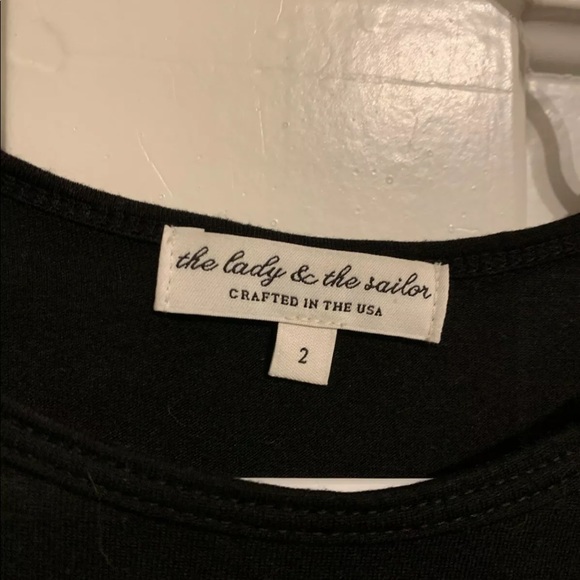 the lady & the sailor
CRAFTED IN THE USA
2